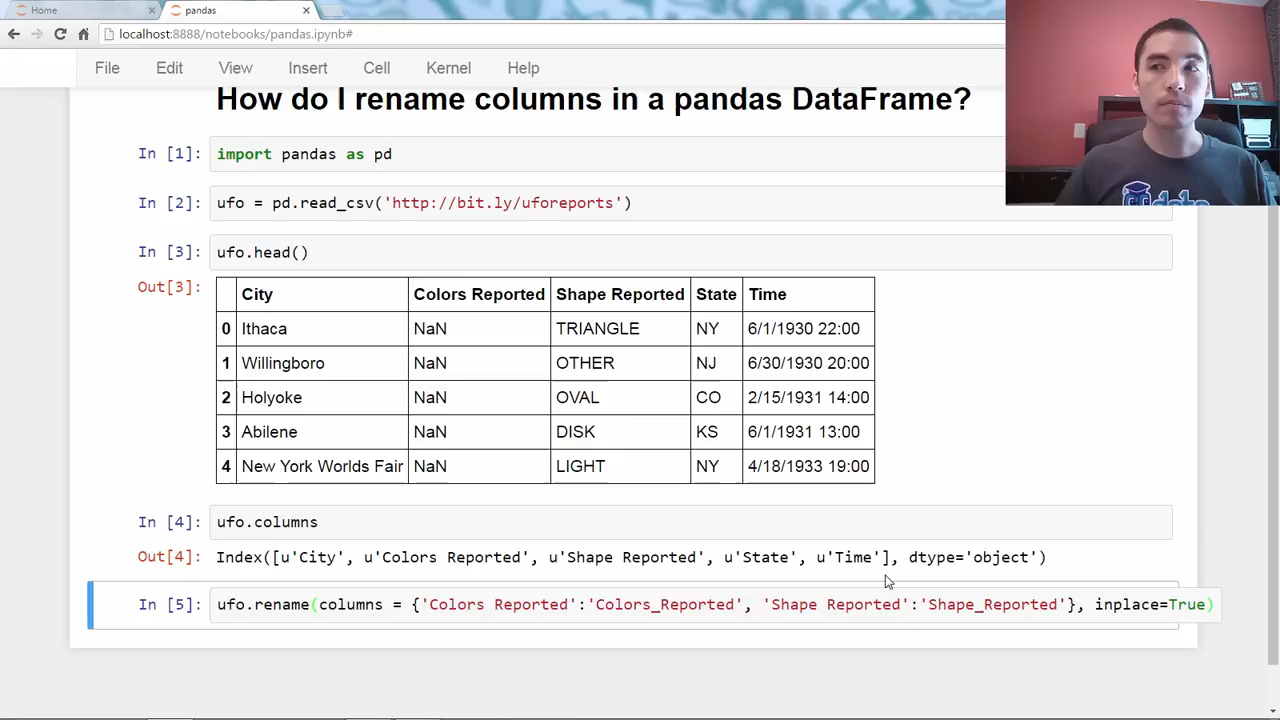 Home × pandas ×
localhost:8888/notebooks/pandas.ipynb#
File Edit View Insert Cell Kernel Help
How do I rename columns in a pandas DataFrame?
In [1]: import pandas as pd
In [2]: ufo = pd.read_csv('http://bit.ly/uforeports')
In [3]: ufo.head()
Out[3]:
City Colors Reported Shape Reported State Time
0 Ithaca NaN TRIANGLE NY 6/1/1930 22:00
1 Willingboro NaN OTHER NJ 6/30/1930 20:00
2 Holyoke NaN OVAL CO 2/15/1931 14:00
3 Abilene NaN DISK KS 6/1/1931 13:00
4 New York Worlds Fair NaN LIGHT NY 4/18/1933 19:00
In [4]: ufo.columns
Out[4]: Index([u'City', u'Colors Reported', u'Shape Reported', u'State', u'Time'], dtype='object')
In [5]: ufo.rename(columns = {'Colors Reported':'Colors_Reported', 'Shape Reported':'Shape_Reported'}, inplace=True)
data